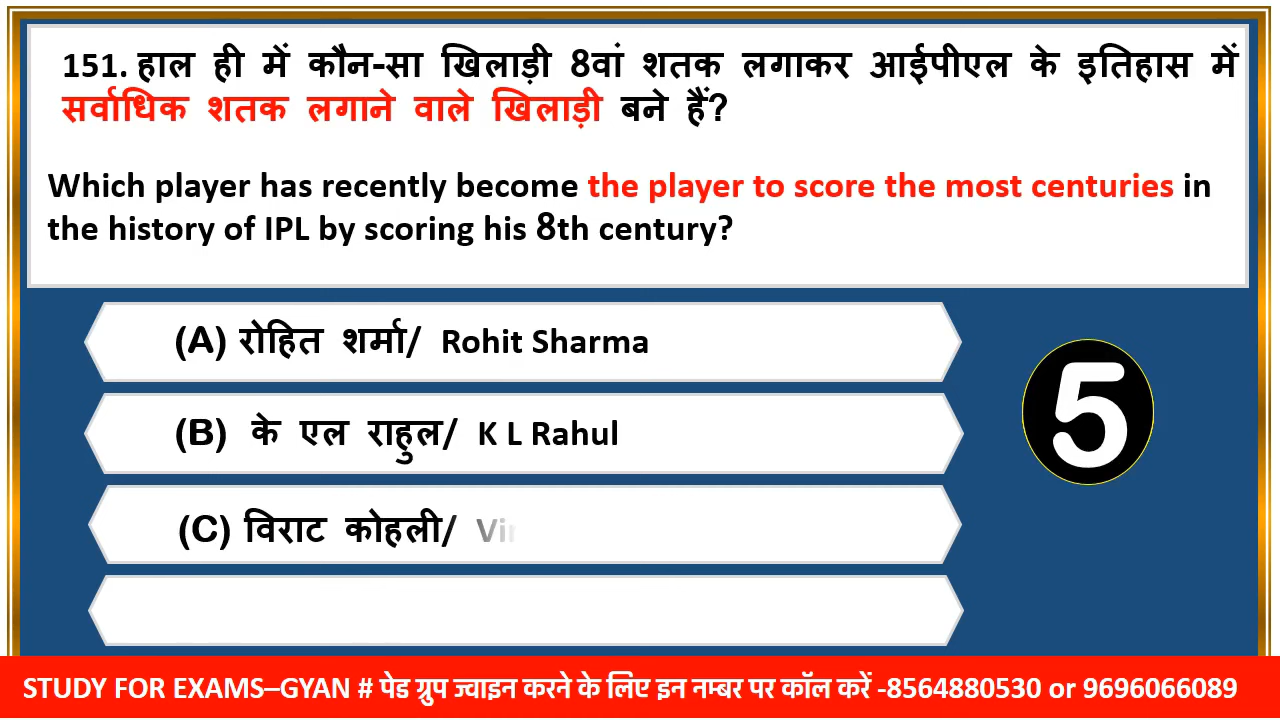 151. हाल ही में कौन-सा खिलाड़ी 8वां शतक लगाकर आईपीएल के इतिहास में
सर्वाधिक शतक लगाने वाले खिलाड़ी बने हैं?
Which player has recently become the player to score the most centuries in
the history of IPL by scoring his 8th century?
(A) रोहित शर्मा/ Rohit Sharma
(B) के एल राहुल/ K L Rahul
5
(C) विराट कोहली/
STUDY FOR EXAMS–GYAN # पेड ग्रुप ज्वाइन करने के लिए इन नम्बर पर कॉल करें -8564880530 or 9696066089